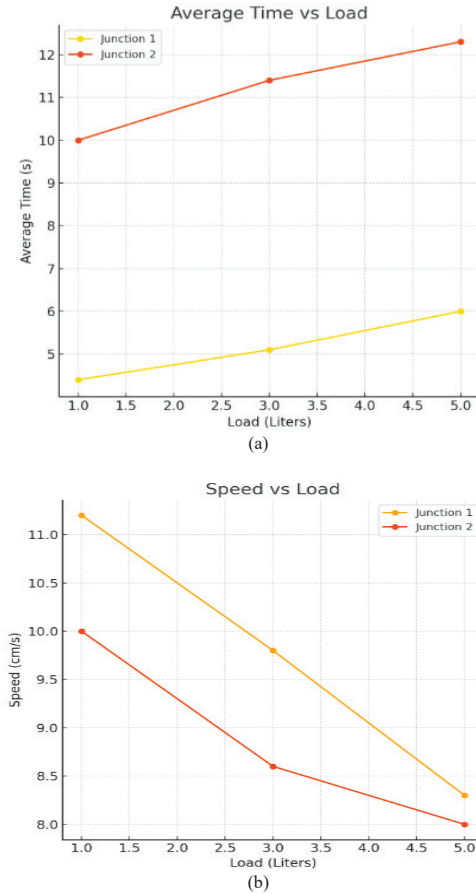 Average Time vs Load
Junction 1
Junction 2
12
11
10
9
8
7
6
5
Average Time (s)
1.0 1.5 2.0 2.5 3.0 3.5 4.0 4.5 5.0
Load (Liters)
(a)
Speed vs Load
Junction 1
Junction 2
11.0
10.5
10.0
9.5
9.0
8.5
8.0
Speed (cm/s)
1.0 1.5 2.0 2.5 3.0 3.5 4.0 4.5 5.0
Load (Liters)
(b)